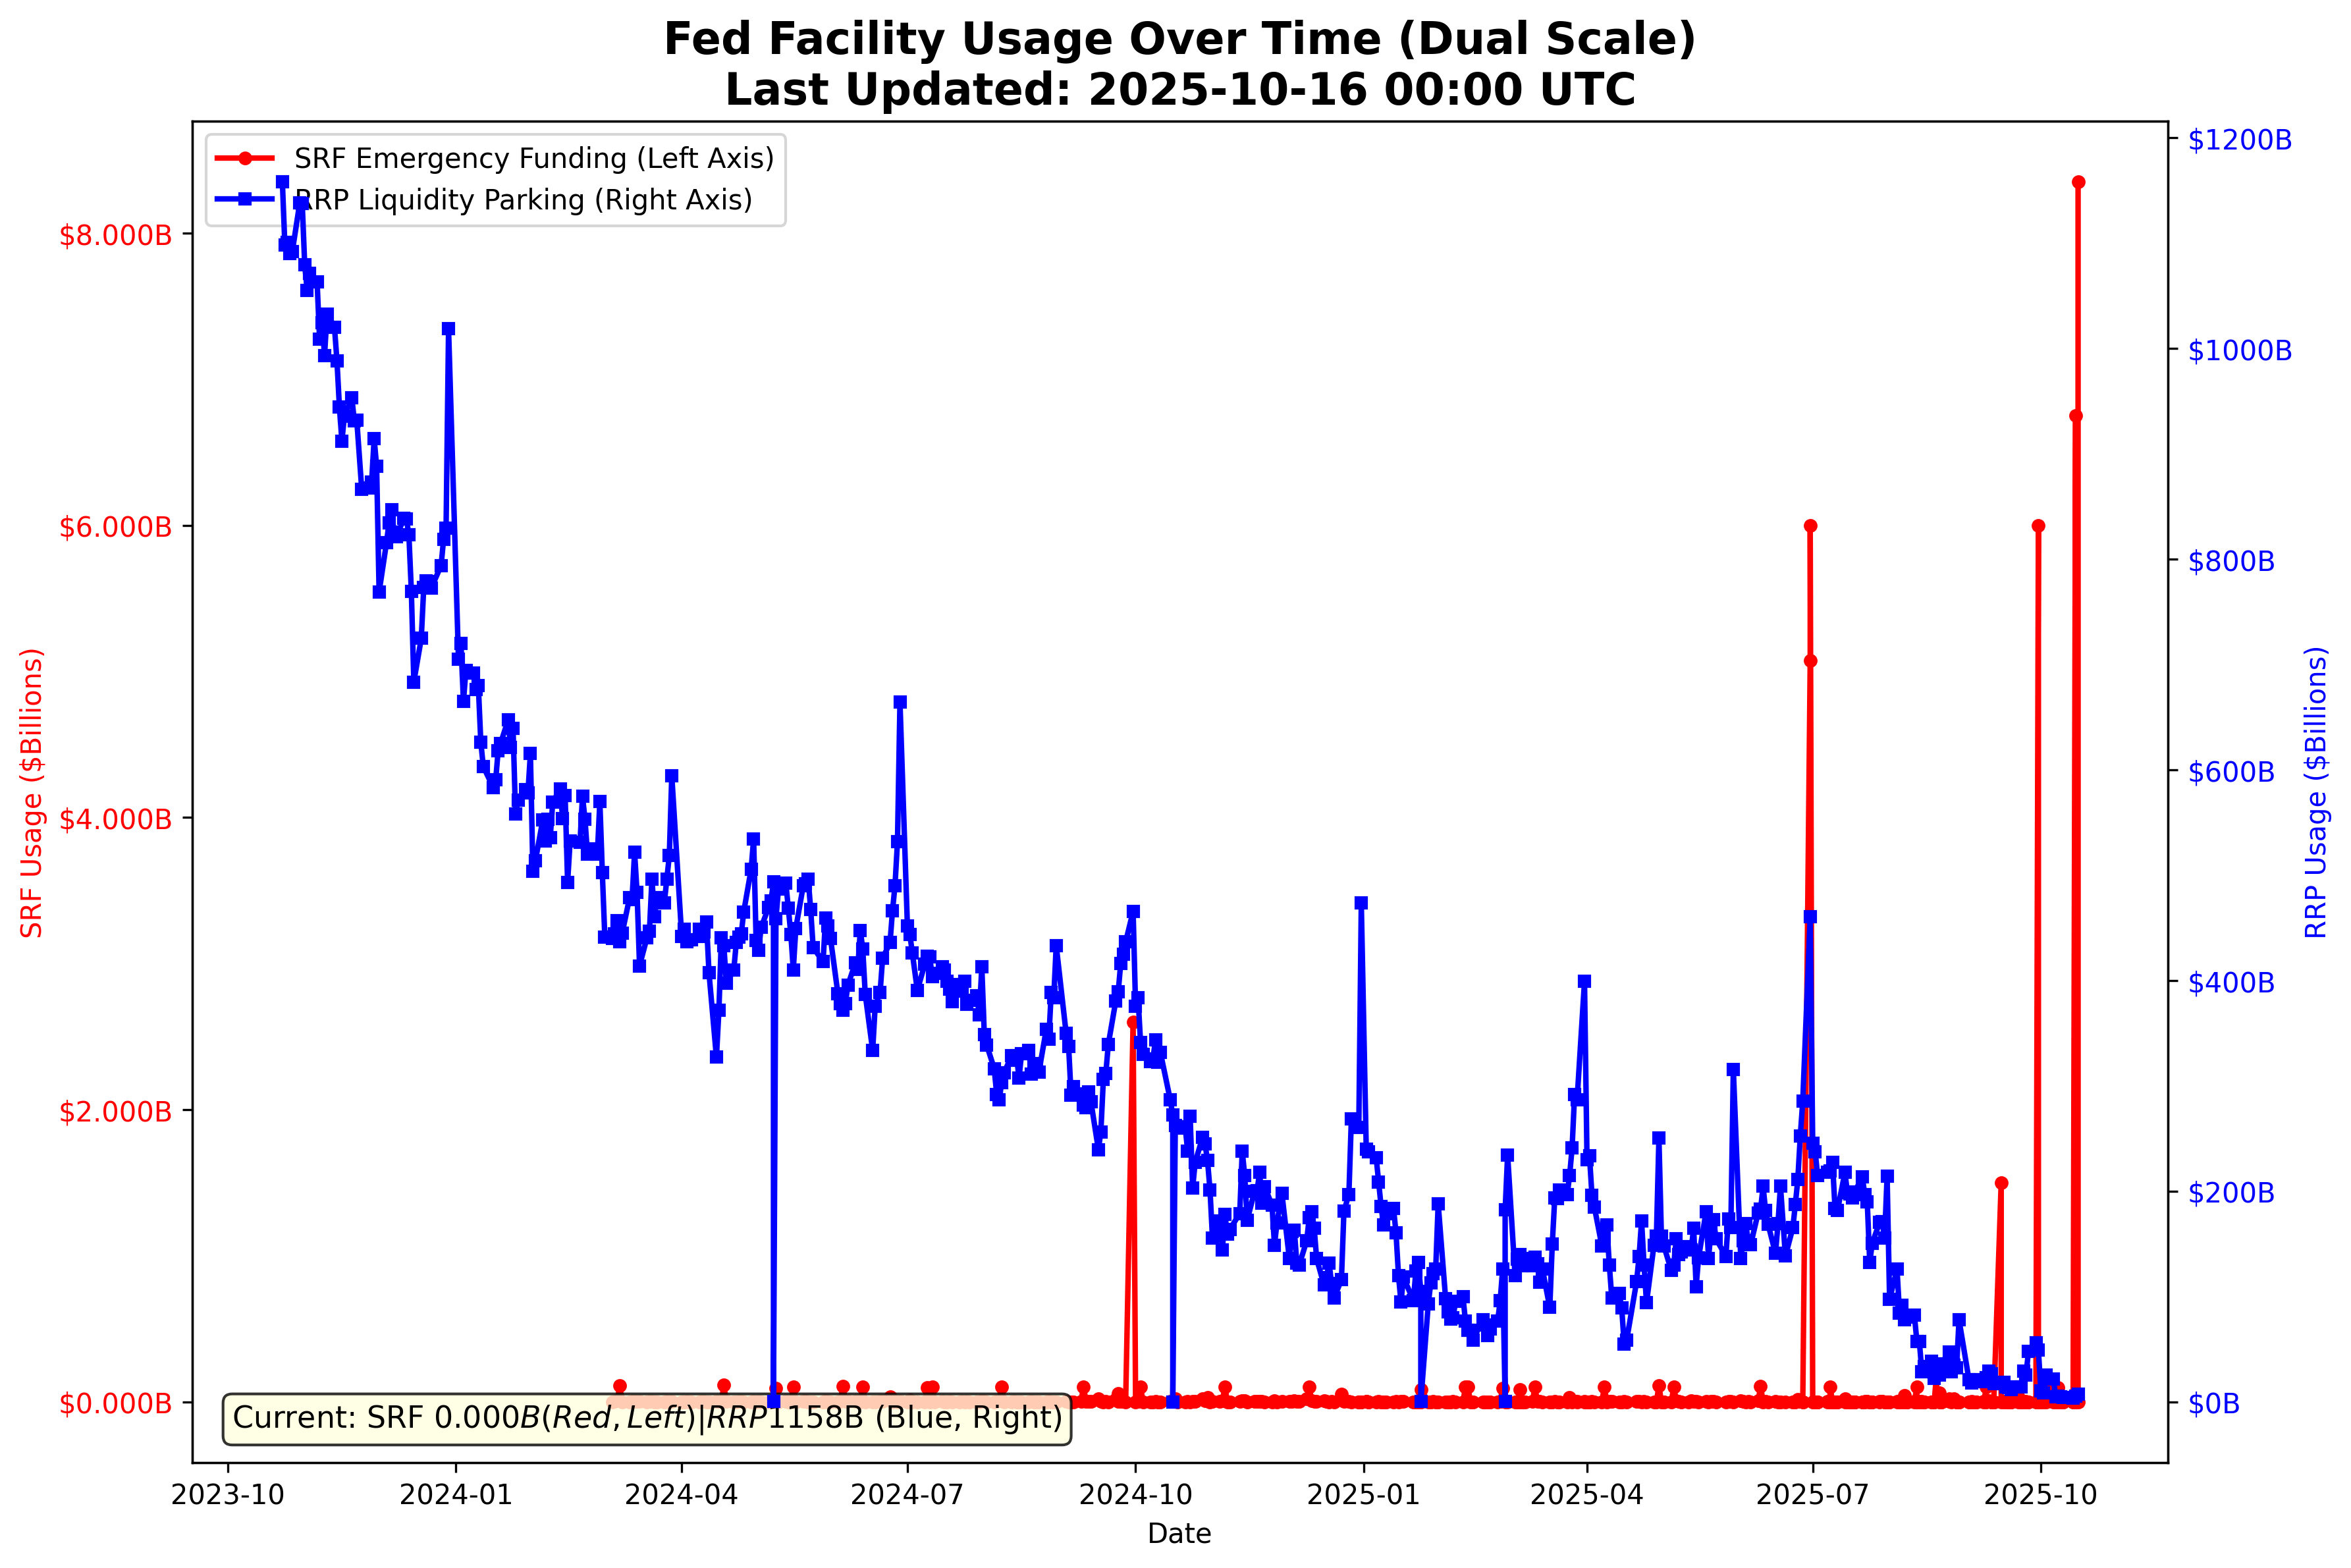 Fed Facility Usage Over Time (Dual Scale)
Last Updated: 2025-10-16 00:00 UTC
SRF Emergency Funding (Left Axis)
RRP Liquidity Parking (Right Axis)
$8.000B
$6.000B
$4.000B
$2.000B
$0.000B
SRF Usage ($Billions)
$1200B
$1000B
$800B
$600B
$400B
$200B
$0B
RRP Usage ($Billions)
Current: SRF 0.000B(Red,Left)|RRP1158B (Blue, Right)
2023-10
2024-01
2024-04
2024-07
2024-10
2025-01
2025-04
2025-07
2025-10
Date